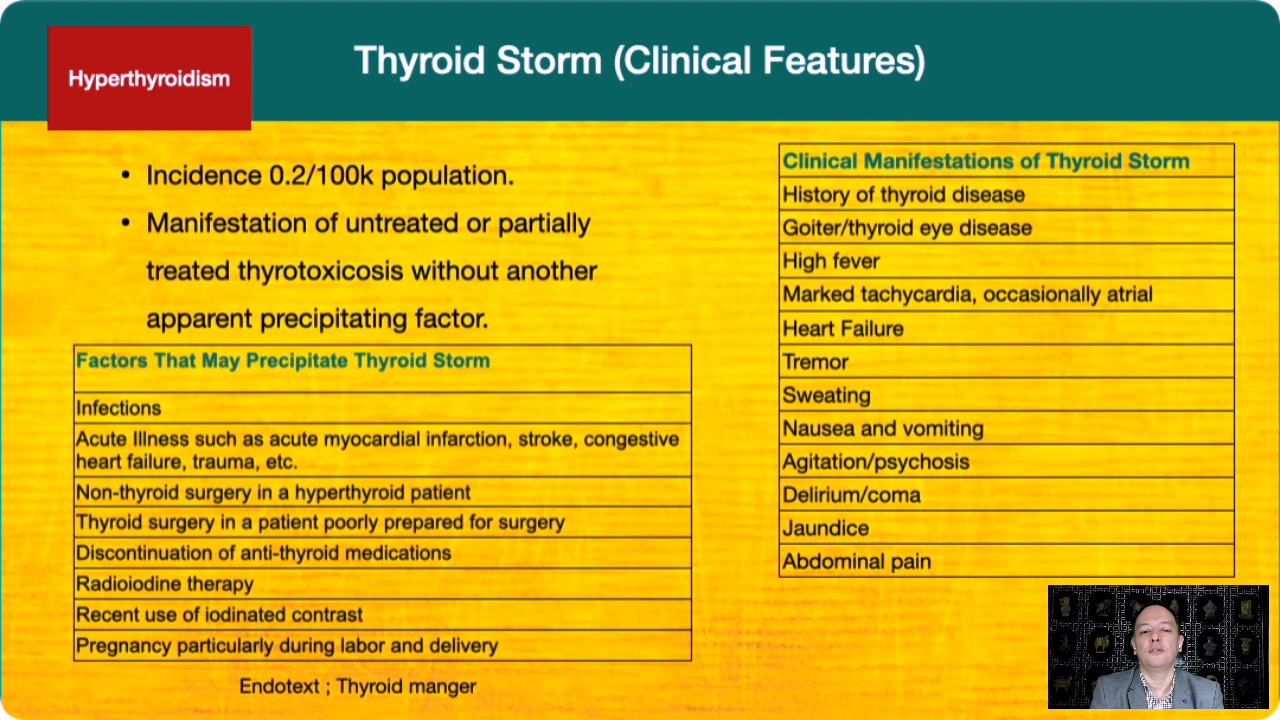 Hyperthyroidism
Thyroid Storm (Clinical Features)
• Incidence 0.2/100k population.
• Manifestation of untreated or partially
treated thyrotoxicosis without another
apparent precipitating factor.
Factors That May Precipitate Thyroid Storm
Infections
Acute Illness such as acute myocardial infarction, stroke, congestive
heart failure, trauma, etc.
Non-thyroid surgery in a hyperthyroid patient
Thyroid surgery in a patient poorly prepared for surgery
Discontinuation of anti-thyroid medications
Radioiodine therapy
Recent use of iodinated contrast
Pregnancy particularly during labor and delivery
Endotext ; Thyroid manger
Clinical Manifestations of Thyroid Storm
History of thyroid disease
Goiter/thyroid eye disease
High fever
Marked tachycardia, occasionally atrial
Heart Failure
Tremor
Sweating
Nausea and vomiting
Agitation/psychosis
Delirium/coma
Jaundice
Abdominal pain